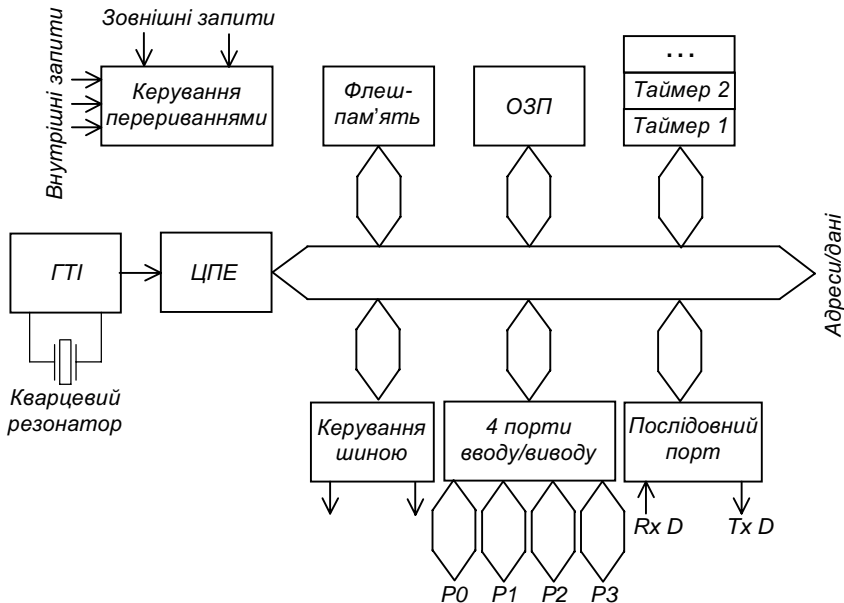 Зовнішні запити
Внутрішні запити
Керування
перериваннями
Флеш-
пам'ять
ОЗП
...
Таймер 2
Таймер 1
ГТІ
ЦПЕ
Адреси/дані
Кварцевий
резонатор
Керування
шиною
4 порти
вводу/виводу
Послідовний
порт
Rx D
Tx D
P0
P1
P2
P3